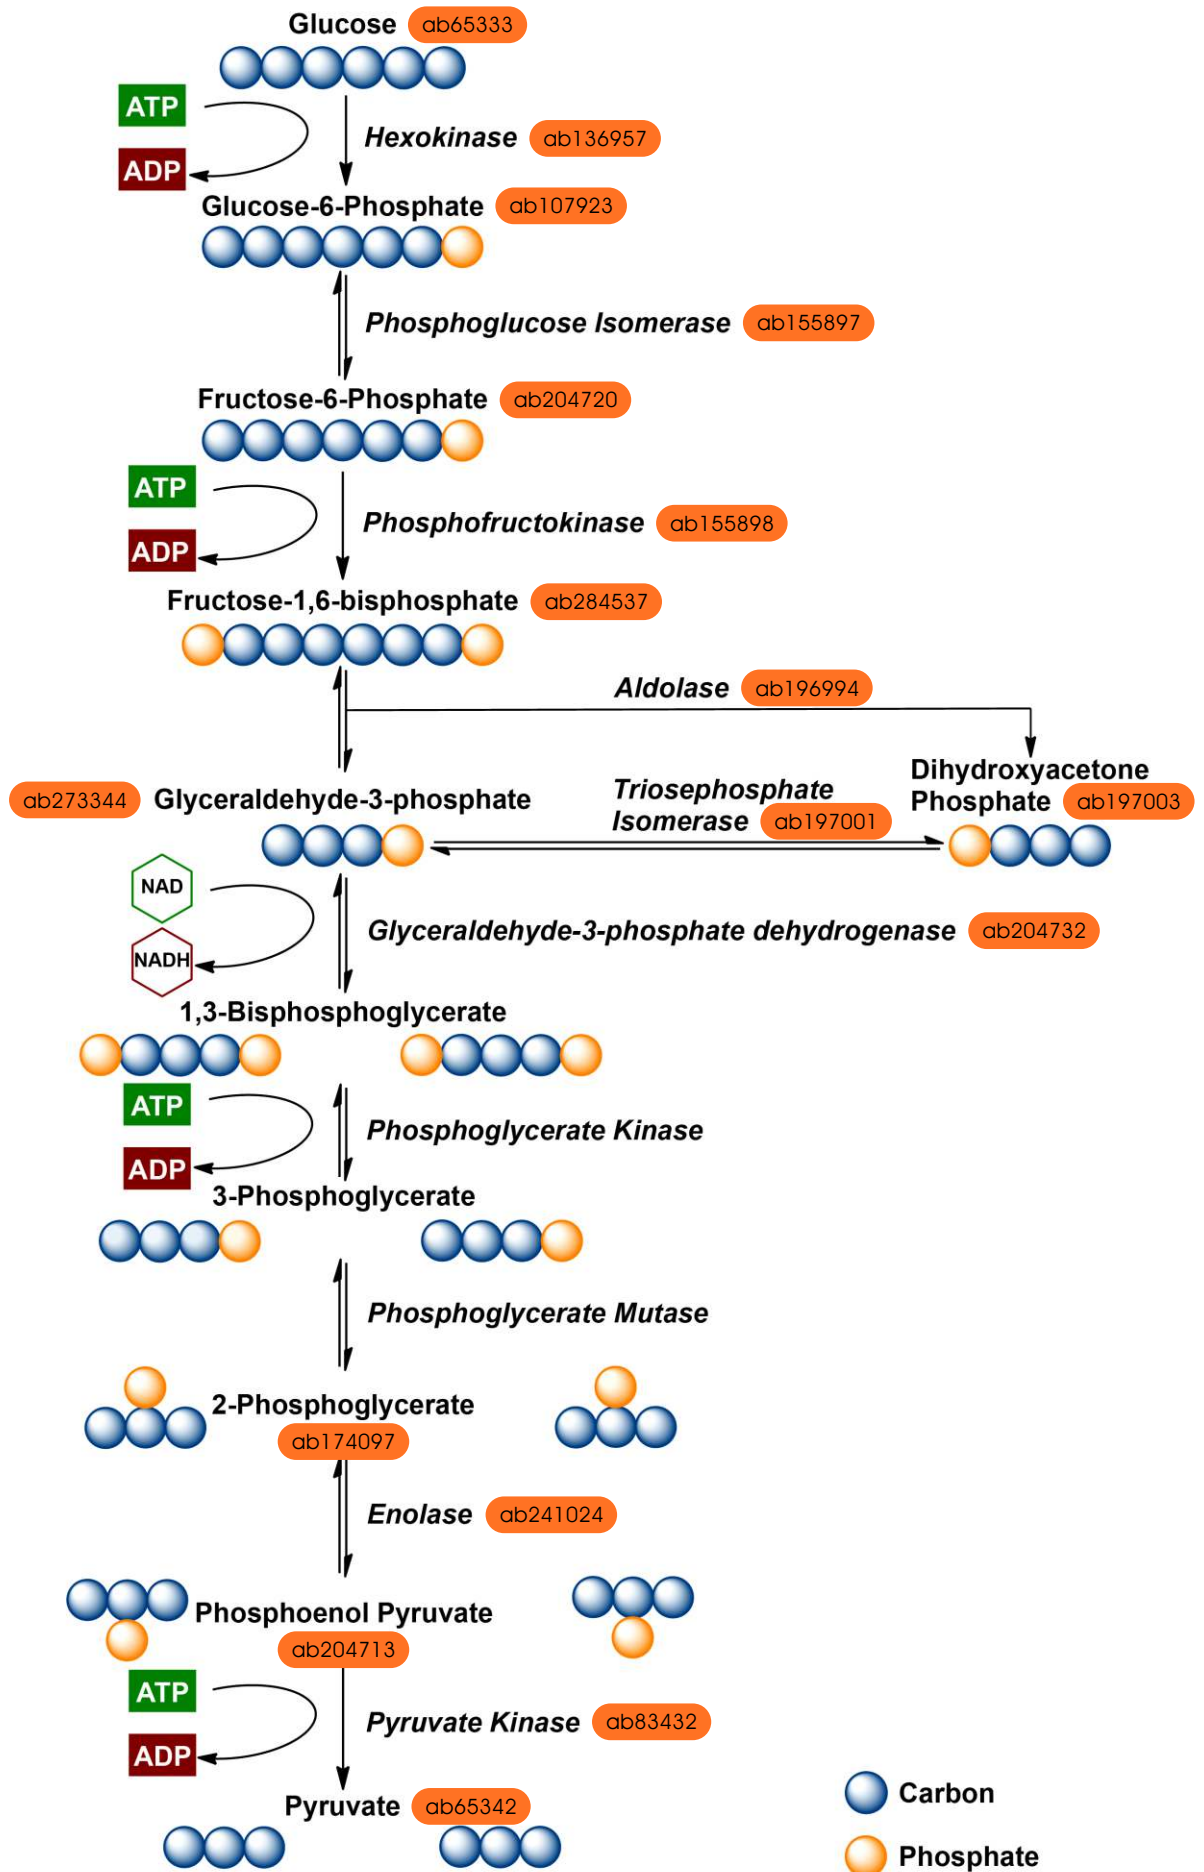 Glucose ab65333
ATP
Hexokinase ab136957
ADP
Glucose-6-Phosphate ab107923
Phosphoglucose Isomerase ab155897
Fructose-6-Phosphate ab204720
ATP
Phosphofructokinase ab155898
ADP
Fructose-1,6-bisphosphate ab284537
Aldolase ab196994
ab273344 Glyceraldehyde-3-phosphate
Triosephosphate
Isomerase ab197001
Dihydroxyacetone
Phosphate ab197003
NAD
Glyceraldehyde-3-phosphate dehydrogenase ab204732
NADH
1,3-Bisphosphoglycerate
ATP
Phosphoglycerate Kinase
ADP
3-Phosphoglycerate
Phosphoglycerate Mutase
2-Phosphoglycerate
ab174097
Enolase ab241024
Phosphoenol Pyruvate
ab204713
ATP
Pyruvate Kinase ab83432
ADP
Pyruvate ab65342
Carbon
Phosphate